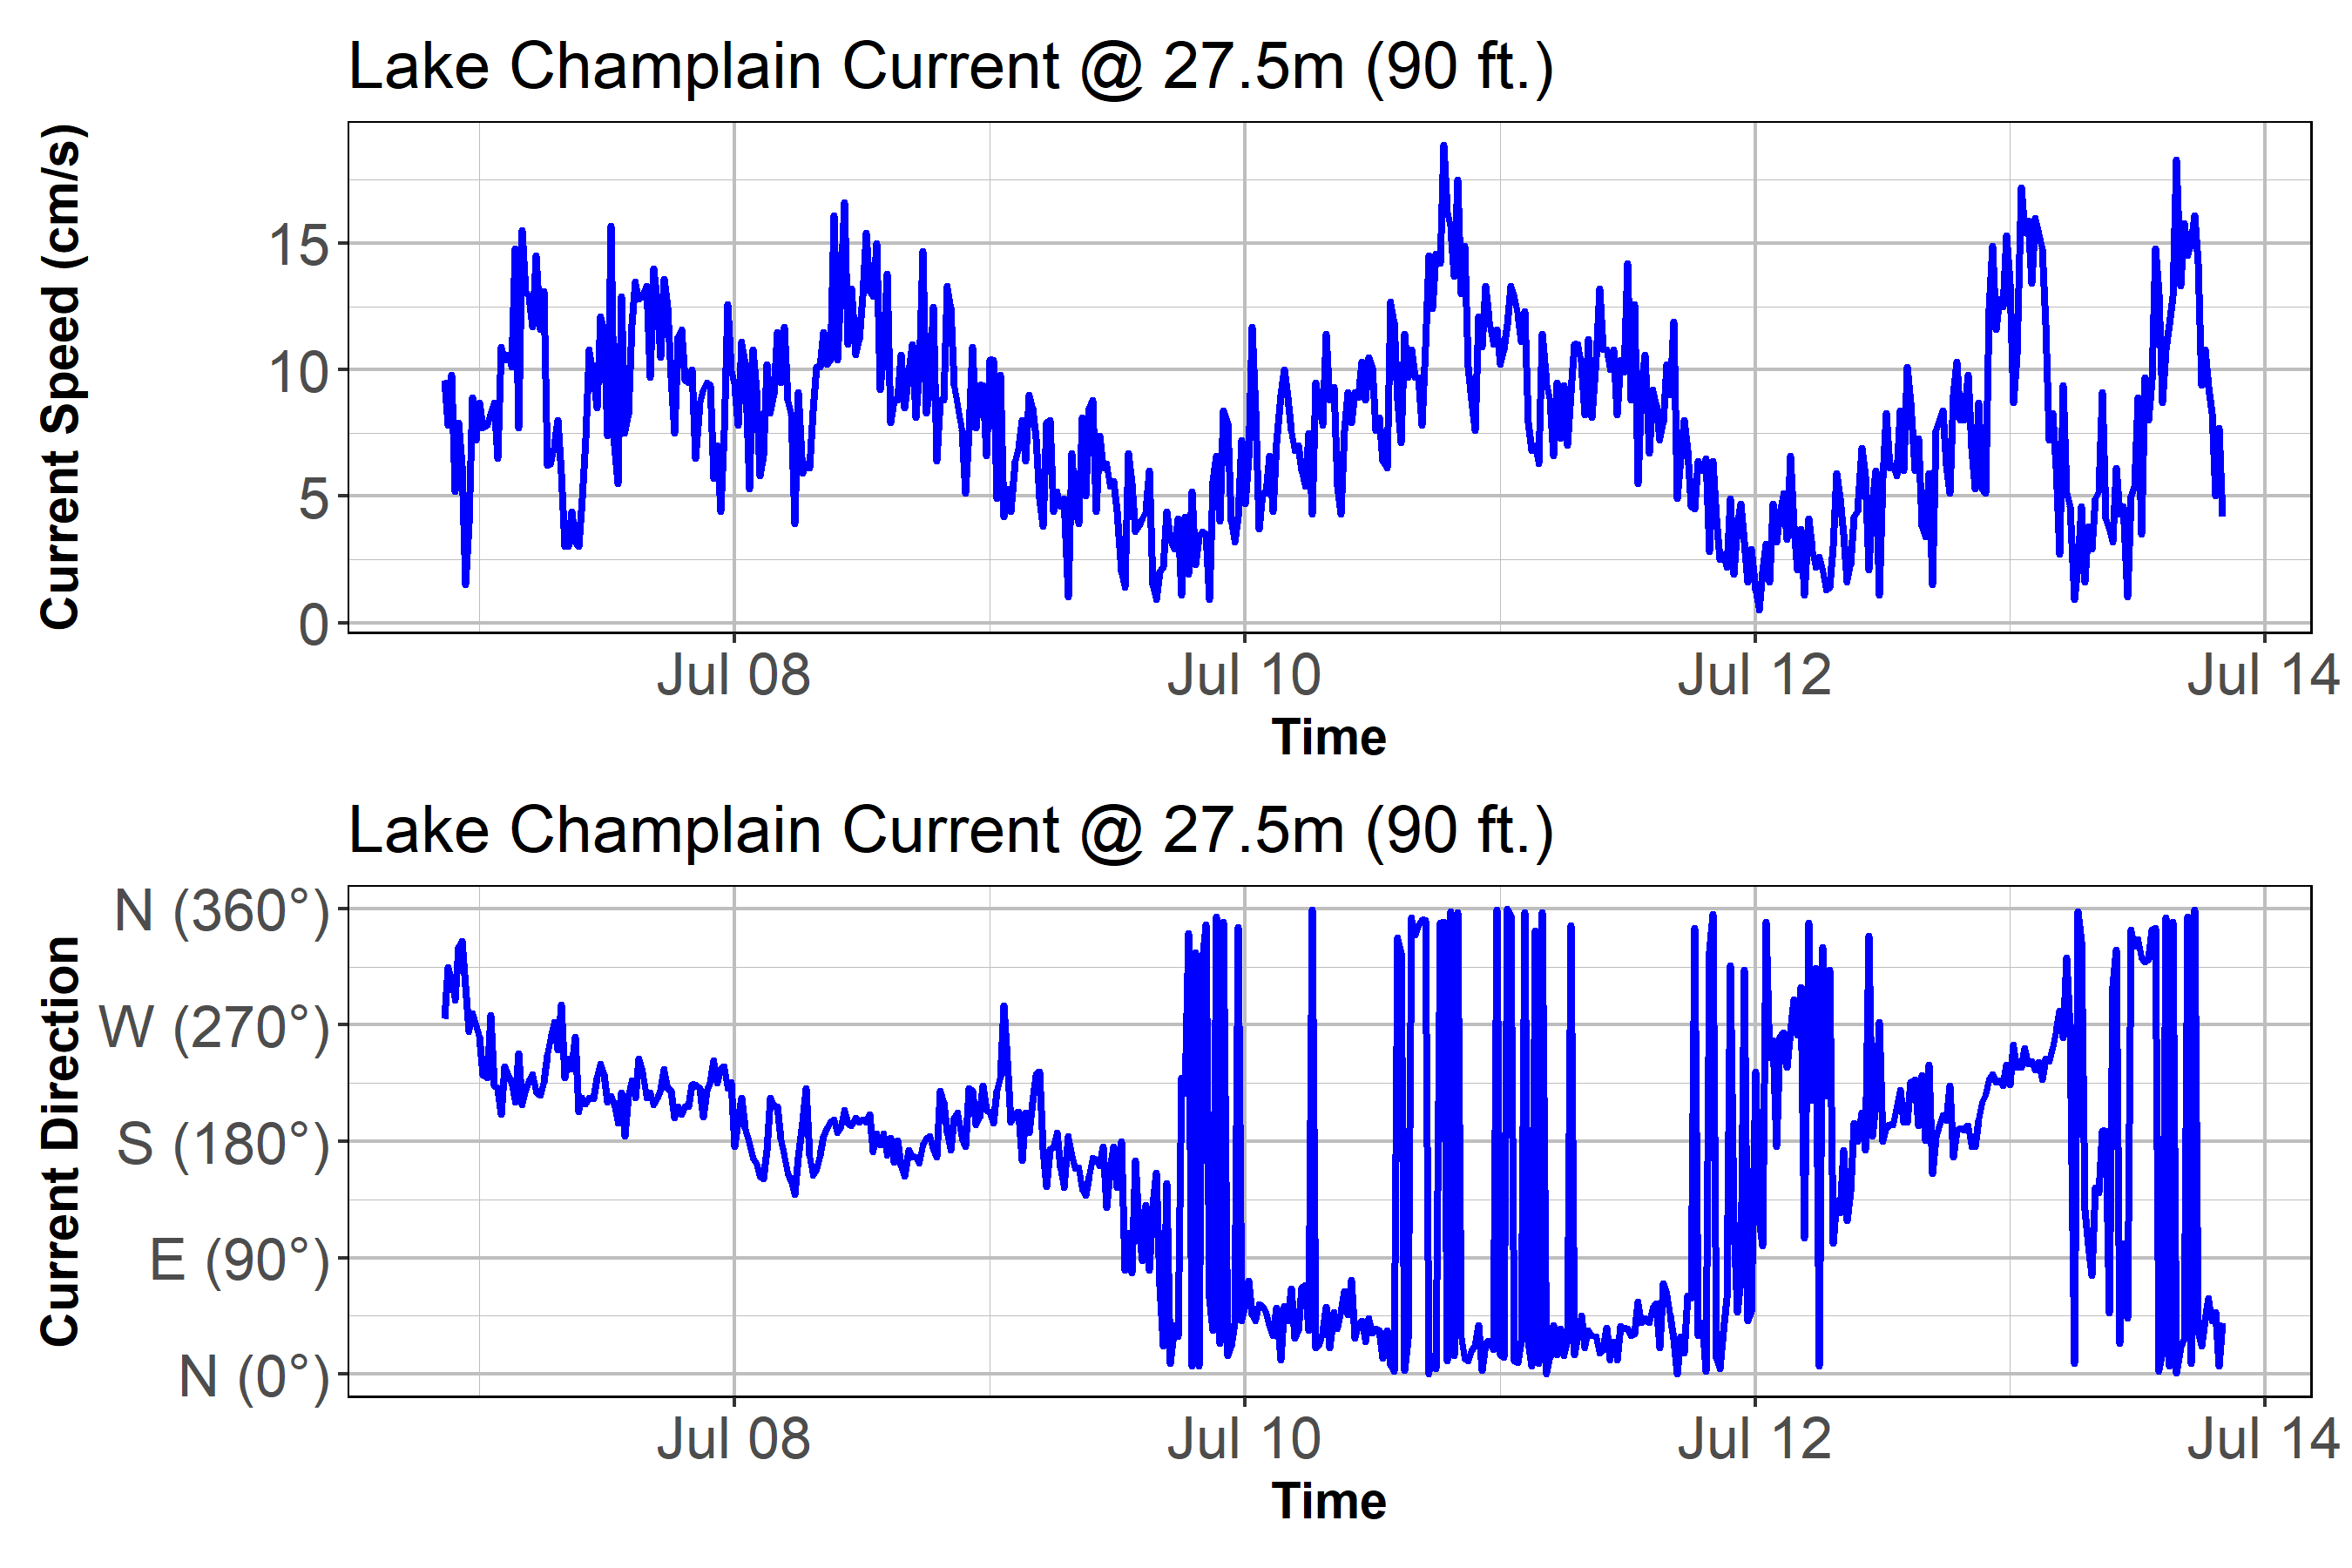 Lake Champlain Current @ 27.5m (90 ft.)
Current Speed (cm/s)
15
10
5
0
Jul 08 Jul 10 Jul 12 Jul 14
Time
Lake Champlain Current @ 27.5m (90 ft.)
Current Direction
N (360°)
W (270°)
S (180°)
E (90°)
N (0°)
Jul 08 Jul 10 Jul 12 Jul 14
Time